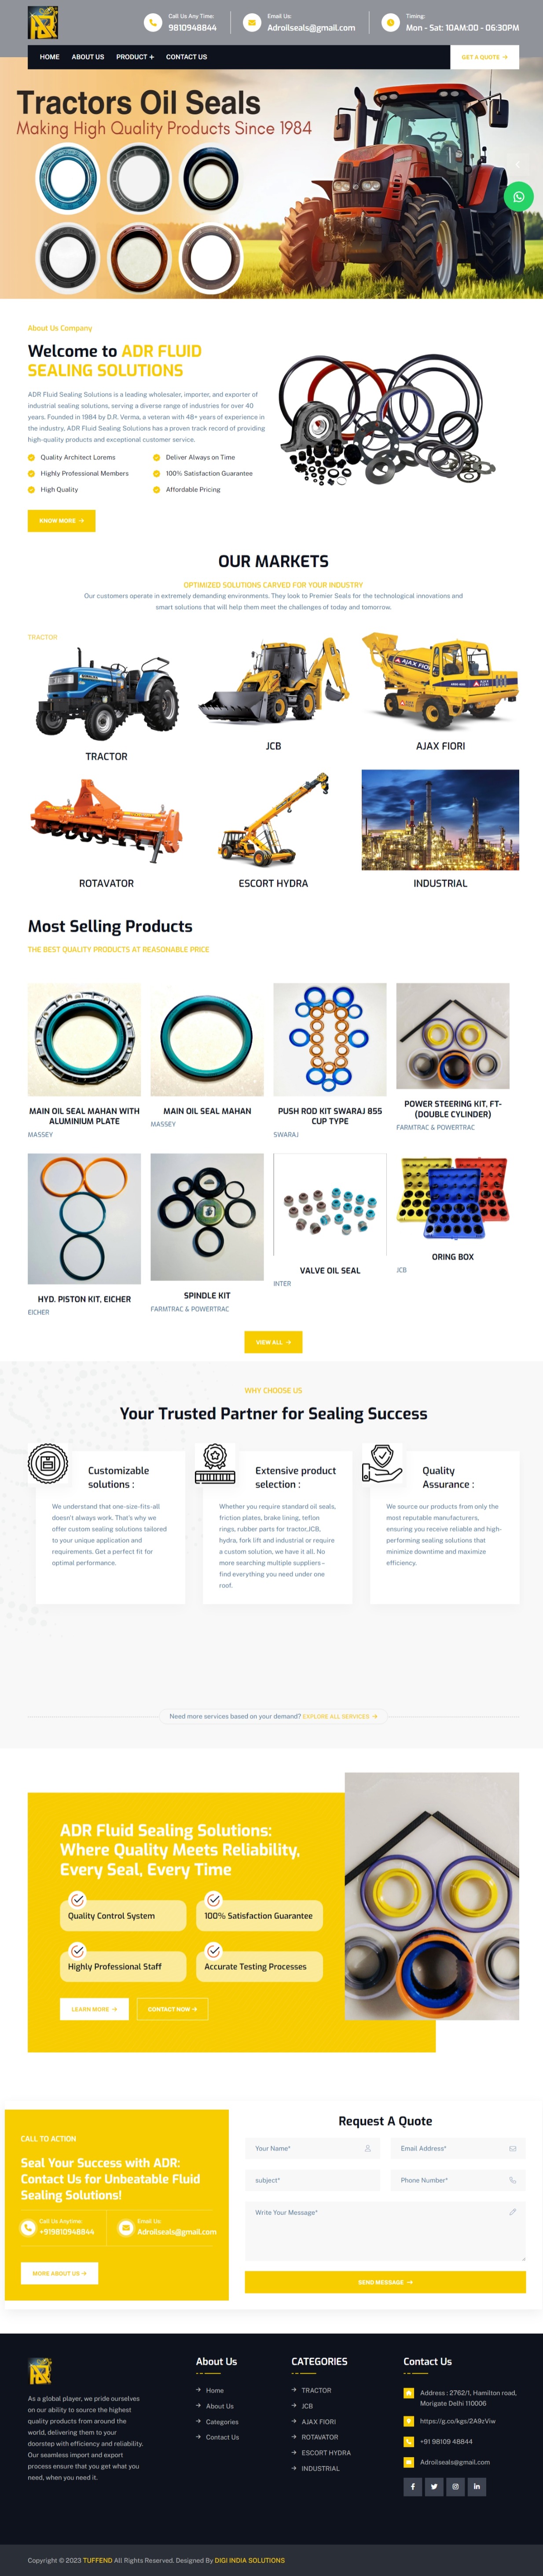 Call Us Any Time:
9810948844
Email Us:
Adroilseals@gmail.com
Timing:
Mon - Sat: 10AM:00 - 06:30PM
HOME
ABOUT US
PRODUCT +
CONTACT US
GET A QUOTE
Tractors Oil Seals
Making High Quality Products Since 1984
About Us Company
Welcome to ADR FLUID
SEALING SOLUTIONS
ADR Fluid Sealing Solutions is a leading wholesaler, importer, and exporter of
industrial sealing solutions, serving a diverse range of industries for over 40
years. Founded in 1984 by D.R. Verma, a veteran with 48+ years of experience in
the industry, ADR Fluid Sealing Solutions has a proven track record of providing
high-quality products and exceptional customer service.
Quality Architect Lorems
Deliver Always on Time
Highly Professional Members
100% Satisfaction Guarantee
High Quality
Affordable Pricing
KNOW MORE
OUR MARKETS
OPTIMIZED SOLUTIONS CARVED FOR YOUR INDUSTRY
Our customers operate in extremely demanding environments. They look to Premier Seals for the technological innovations and
smart solutions that will help them meet the challenges of today and tomorrow.
TRACTOR
AJAX FIORI
TRACTOR
JCB
AJAX FIORI
ROTAVATOR
ESCORT HYDRA
INDUSTRIAL
Most Selling Products
THE BEST QUALITY PRODUCTS AT REASONABLE PRICE
MAIN OIL SEAL MAHAN WITH
ALUMINIUM PLATE
MASSEY
MAIN OIL SEAL MAHAN
MASSEY
PUSH ROD KIT SWARAJ 855
CUP TYPE
SWARAJ
POWER STEERING KIT, FT-
(DOUBLE CYLINDER)
FARMTRAC & POWERTRAC
HYD. PISTON KIT, EICHER
EICHER
SPINDLE KIT
FARMTRAC & POWERTRAC
VALVE OIL SEAL
INTER
ORING BOX
JCB
VIEW ALL
WHY CHOOSE US
Your Trusted Partner for Sealing Success
Customizable
solutions :
We understand that one-size-fits-all
doesn't always work. That's why we
offer custom sealing solutions tailored
to your unique application and
requirements. Get a perfect fit for
optimal performance.
Extensive product
selection :
Whether you require standard oil seals,
friction plates, brake lining, teflon
rings, rubber parts for tractor,JCB,
hydra, fork lift and industrial or require
a custom solution, we have it all. No
more searching multiple suppliers –
find everything you need under one
roof.
Quality
Assurance :
We source our products from only the
most reputable manufacturers,
ensuring you receive reliable and high-
performing sealing solutions that
minimize downtime and maximize
efficiency.
Need more services based on your demand? EXPLORE ALL SERVICES
ADR Fluid Sealing Solutions:
Where Quality Meets Reliability,
Every Seal, Every Time
Quality Control System
100% Satisfaction Guarantee
Highly Professional Staff
Accurate Testing Processes
LEARN MORE
CONTACT NOW
CALL TO ACTION
Seal Your Success with ADR:
Contact Us for Unbeatable Fluid
Sealing Solutions!
Call Us Anytime:
+919810948844
Email Us:
Adroilseals@gmail.com
MORE ABOUT US
Request A Quote
Your Name*
Email Address*
subject*
Phone Number*
Write Your Message*
SEND MESSAGE
As a global player, we pride ourselves
on our ability to source the highest
quality products from around the
world, delivering them to your
doorstep with efficiency and reliability.
Our seamless import and export
process ensure that you get what you
need, when you need it.
About Us
Home
About Us
Categories
Contact Us
CATEGORIES
TRACTOR
JCB
AJAX FIORI
ROTAVATOR
ESCORT HYDRA
INDUSTRIAL
Contact Us
Address : 2762/1, Hamilton road,
Morigate Delhi 110006
https://g.co/kgs/2A9zViw
+91 98109 48844
Adroilseals@gmail.com
Copyright © 2023 TUFFEND All Rights Reserved. Designed By DIGI INDIA SOLUTIONS